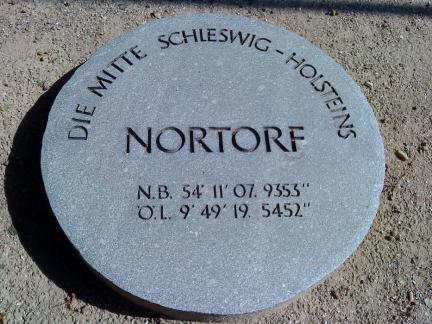 DIE MITTE SCHLESWIG-HOLSTEINS
NORTORF
N.B. 54' 11' 07. 9353"
Ö.L. 9' 49' 19. 5452"